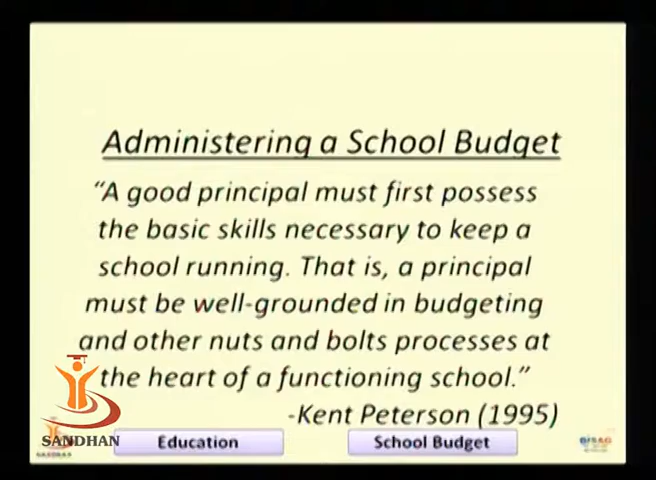 Administering a School Budget
“A good principal must first possess
the basic skills necessary to keep a
school running. That is, a principal
must be well-grounded in budgeting
and other nuts and bolts processes at
the heart of a functioning school.”
-Kent Peterson (1995)
SANDHAN
Education
School Budget
BISAG